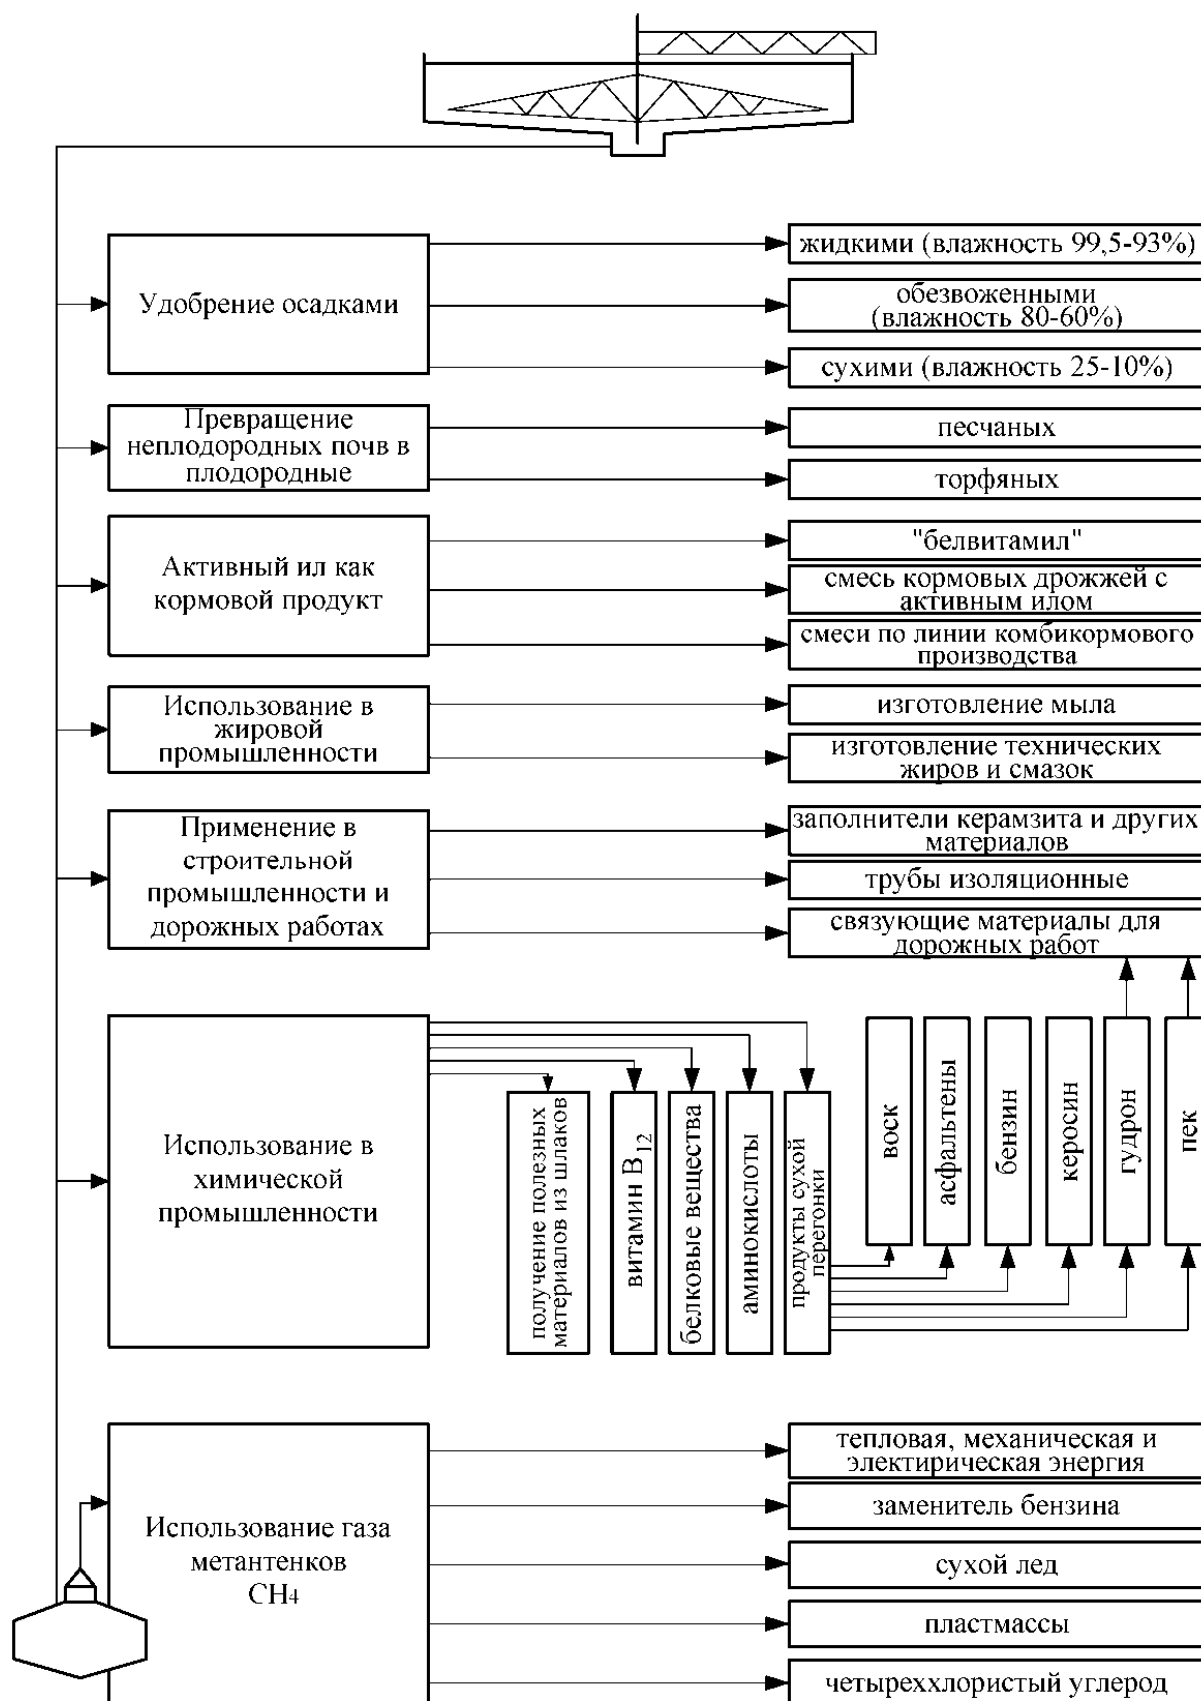 Удобрение осадками
жидкими (влажность 99,5-93%)
обезвоженными
(влажность 80-60%)
сухими (влажность 25-10%)
Превращение
неплодородных почв в
плодородные
песчаных
торфяных
Активный ил как
кормовой продукт
"белвитамил"
смесь кормовых дрожжей с
активным илом
смеси по линии комбикормового
производства
Использование в
жировой
промышленности
изготовление мыла
изготовление технических
жиров и смазок
Применение в
строительной
промышленности и
дорожных работах
заполнители керамзита и других
материалов
трубы изоляционные
связующие материалы для
дорожных работ
Использование в
химической
промышленности
получение полезных
материалов из шлаков
витамин B12
белковые вещества
аминокислоты
продукты сухой
перегонки
воск
асфальтены
бензин
керосин
гудрон
пек
Использование газа
метантенков
CH4
тепловая, механическая и
электирическая энергия
заменитель бензина
сухой лед
пластмассы
четыреххлористый углерод